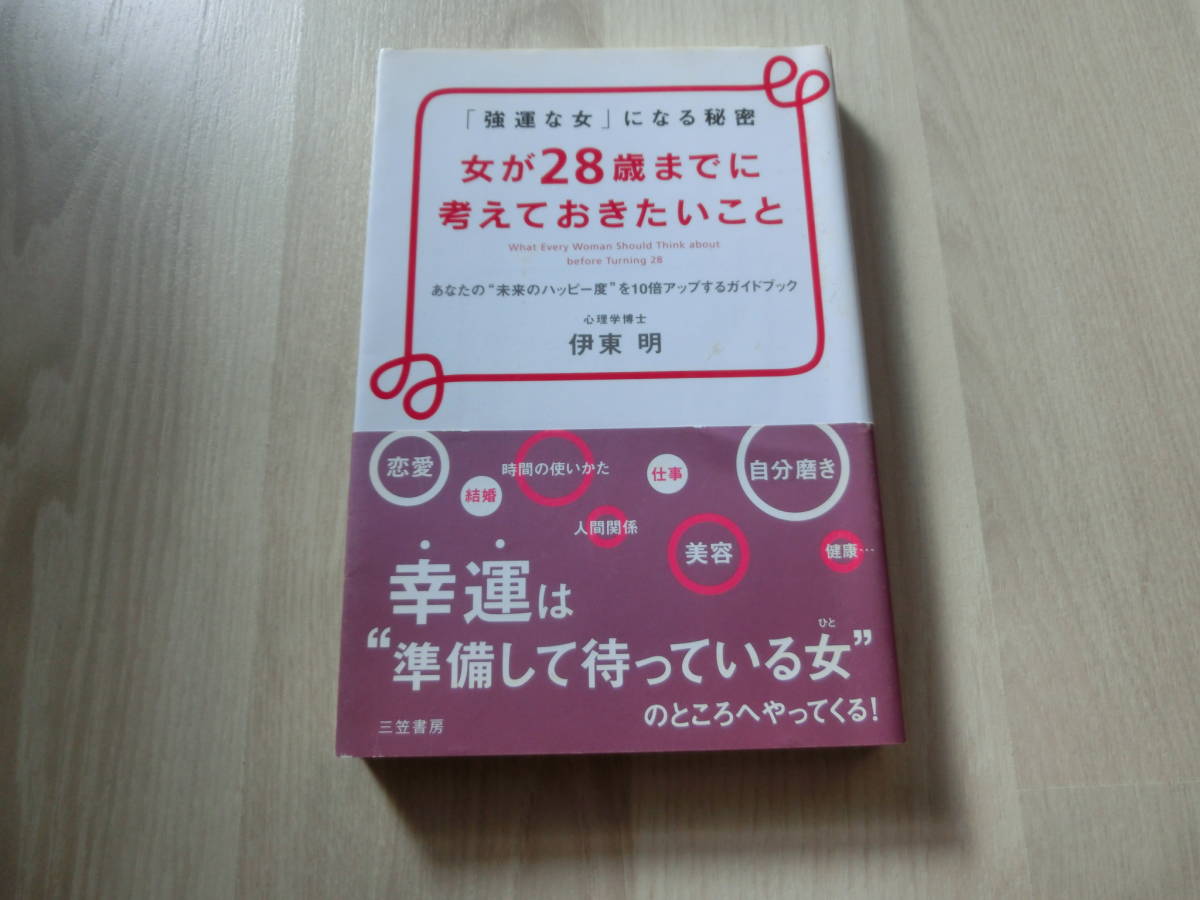 「強運な女」になる秘密
女が28歳までに
考えておきたいこと
What Every Woman Should Think about
before Turning 28
あなたの“未来のハッピー度”を10倍アップするガイドブック
心理学博士
伊東 明
恋愛
時間の使いかた
仕事
自分磨き
結婚
人間関係
美容
健康…
幸運は
“準備して待っている女”
ひと
のところへやってくる!
三笠書房